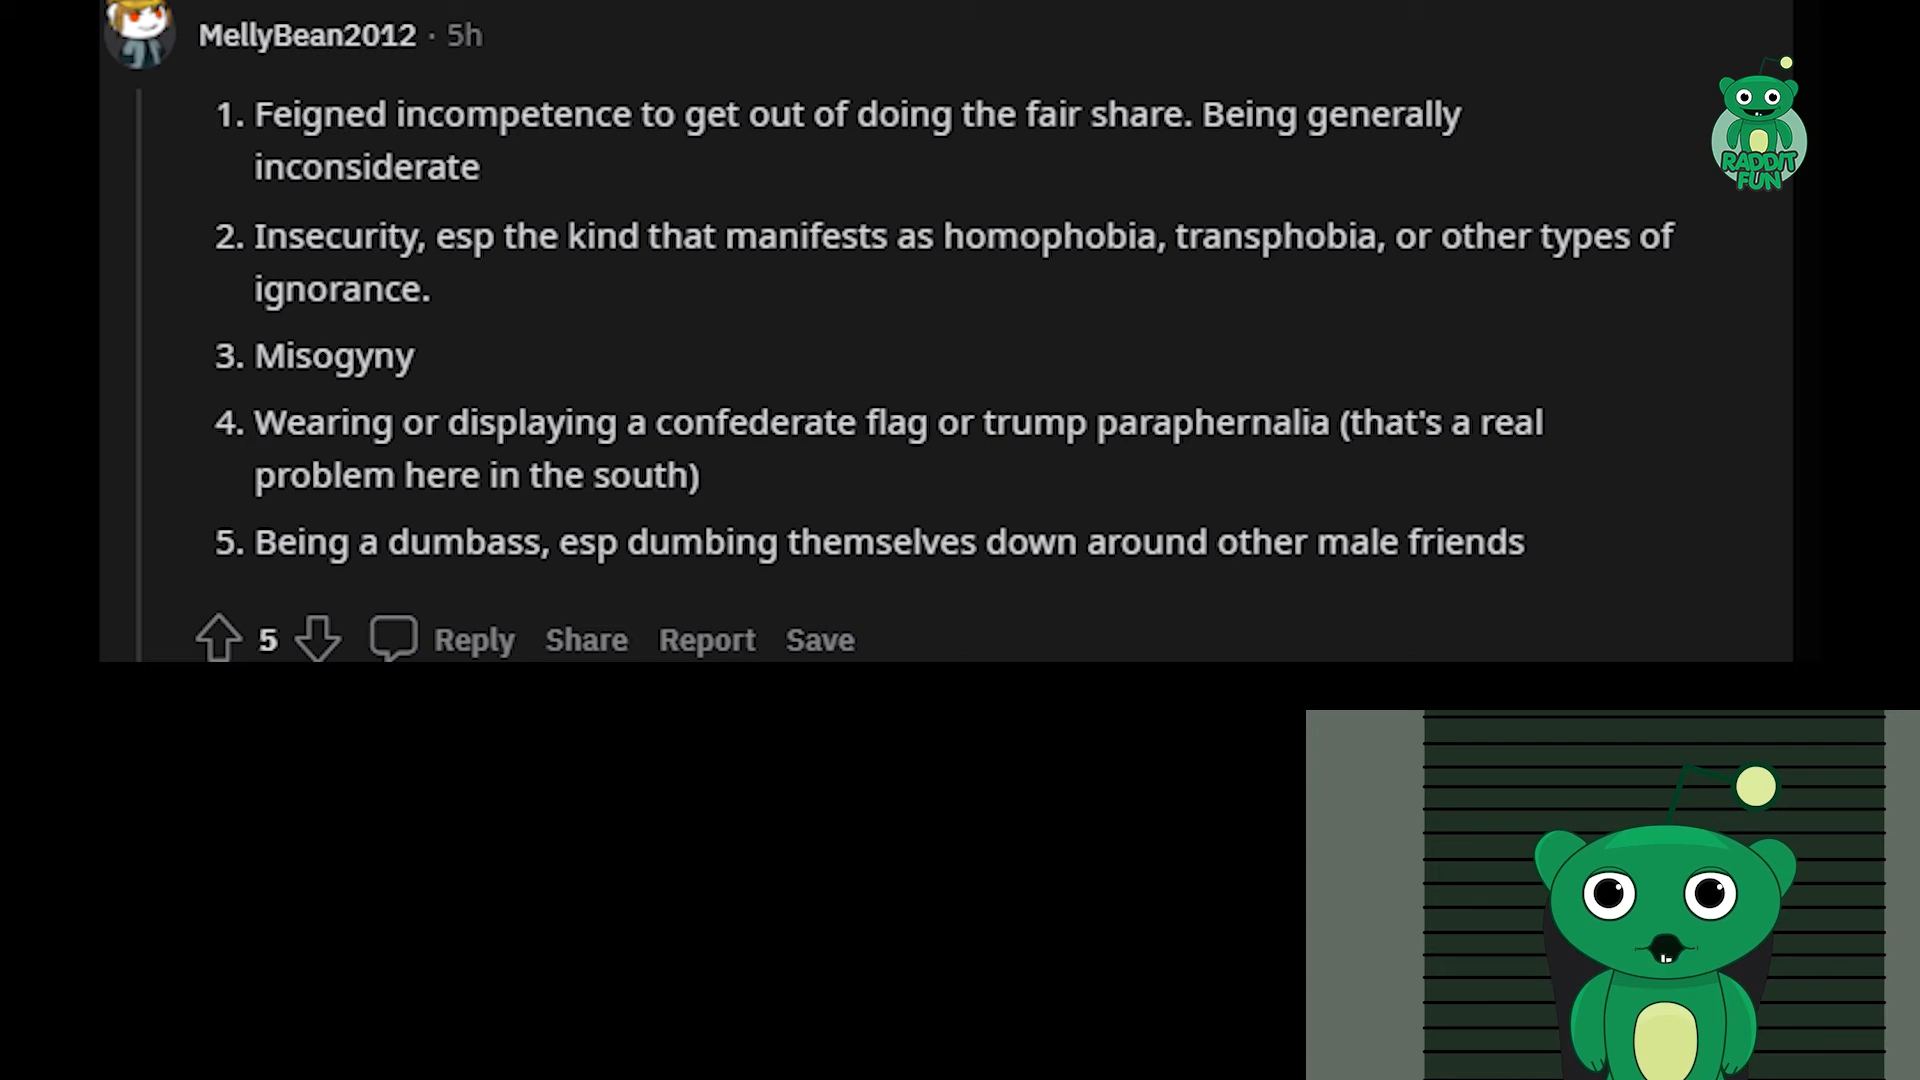 MellyBean2012 · 5h
1. Feigned incompetence to get out of doing the fair share. Being generally
inconsiderate
2. Insecurity, esp the kind that manifests as homophobia, transphobia, or other types of
ignorance.
3. Misogyny
4. Wearing or displaying a confederate flag or trump paraphernalia (that's a real
problem here in the south)
5. Being a dumbass, esp dumbing themselves down around other male friends
5 Reply Share Report Save
RADDIT
FUN